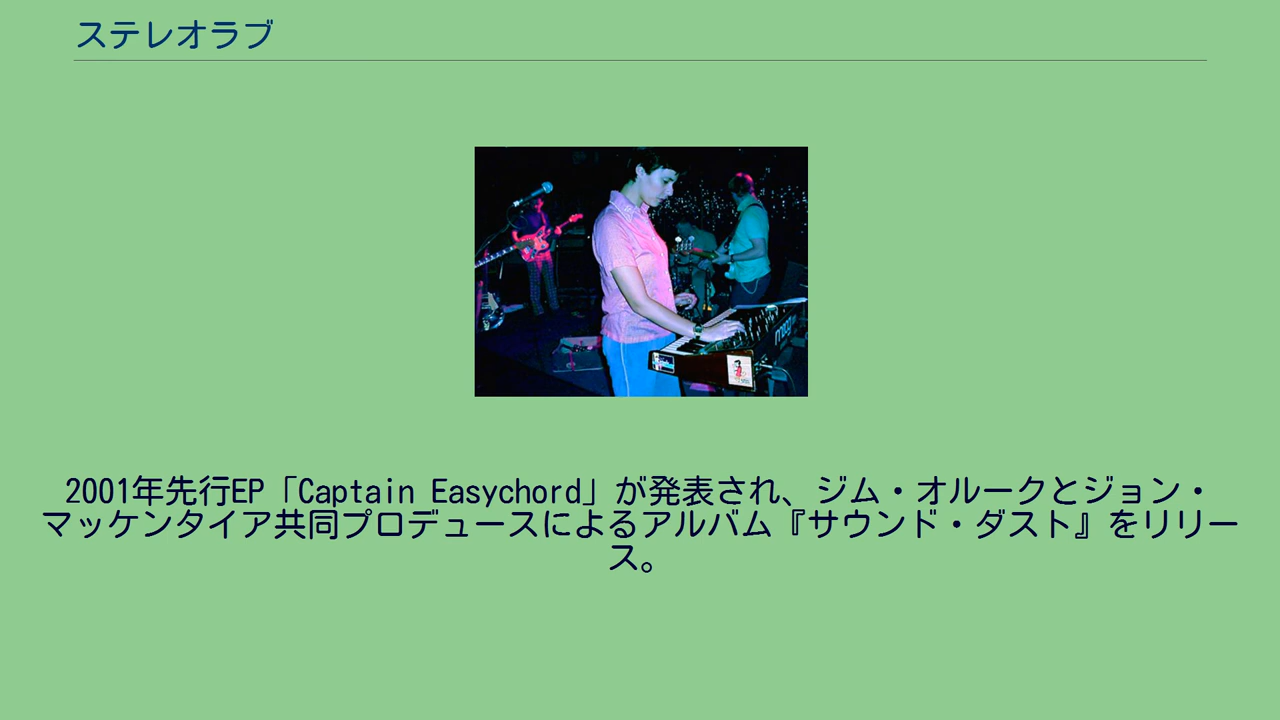 ステレオラブ
moog
2001年先行EP「Captain Easychord」が発表され、ジム・オルークとジョン・
マッケンタイア共同プロデュースによるアルバム『サウンド・ダスト』をリリー
ス。